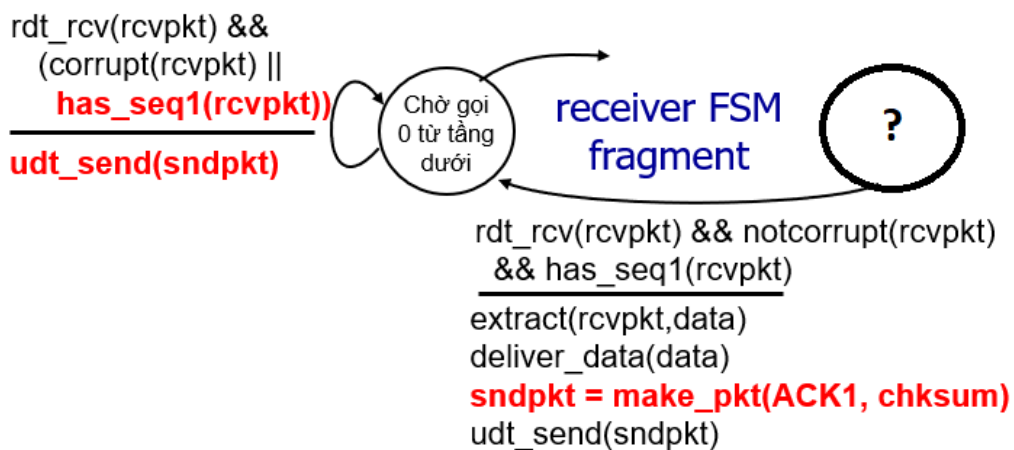 rdt_rcv(rcvpkt) &&
(corrupt(rcvpkt) ||
has_seq1(rcvpkt))
udt_send(sndpkt)
Chờ gọi
0 từ tầng
dưới
receiver FSM
fragment
?
rdt_rcv(rcvpkt) && notcorrupt(rcvpkt)
&& has_seq1(rcvpkt)
extract(rcvpkt,data)
deliver_data(data)
sndpkt = make_pkt(ACK1, chksum)
udt_send(sndpkt)